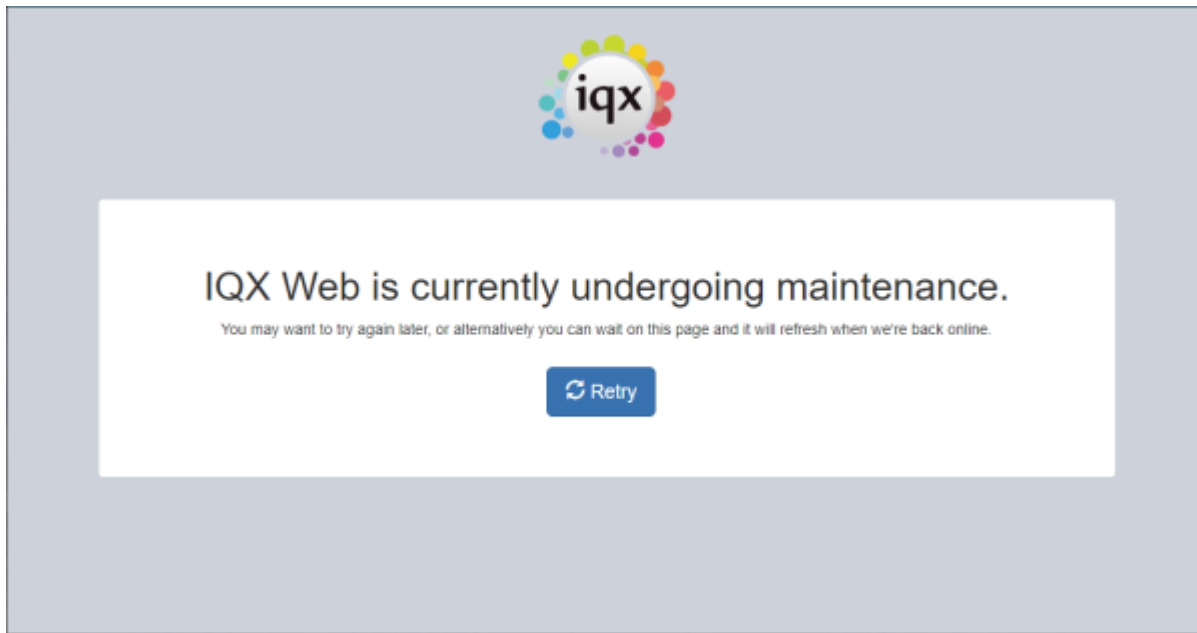 iqx
IQX Web is currently undergoing maintenance.
You may want to try again later, or alternatively you can wait on this page and it will refresh when we're back online.
Retry